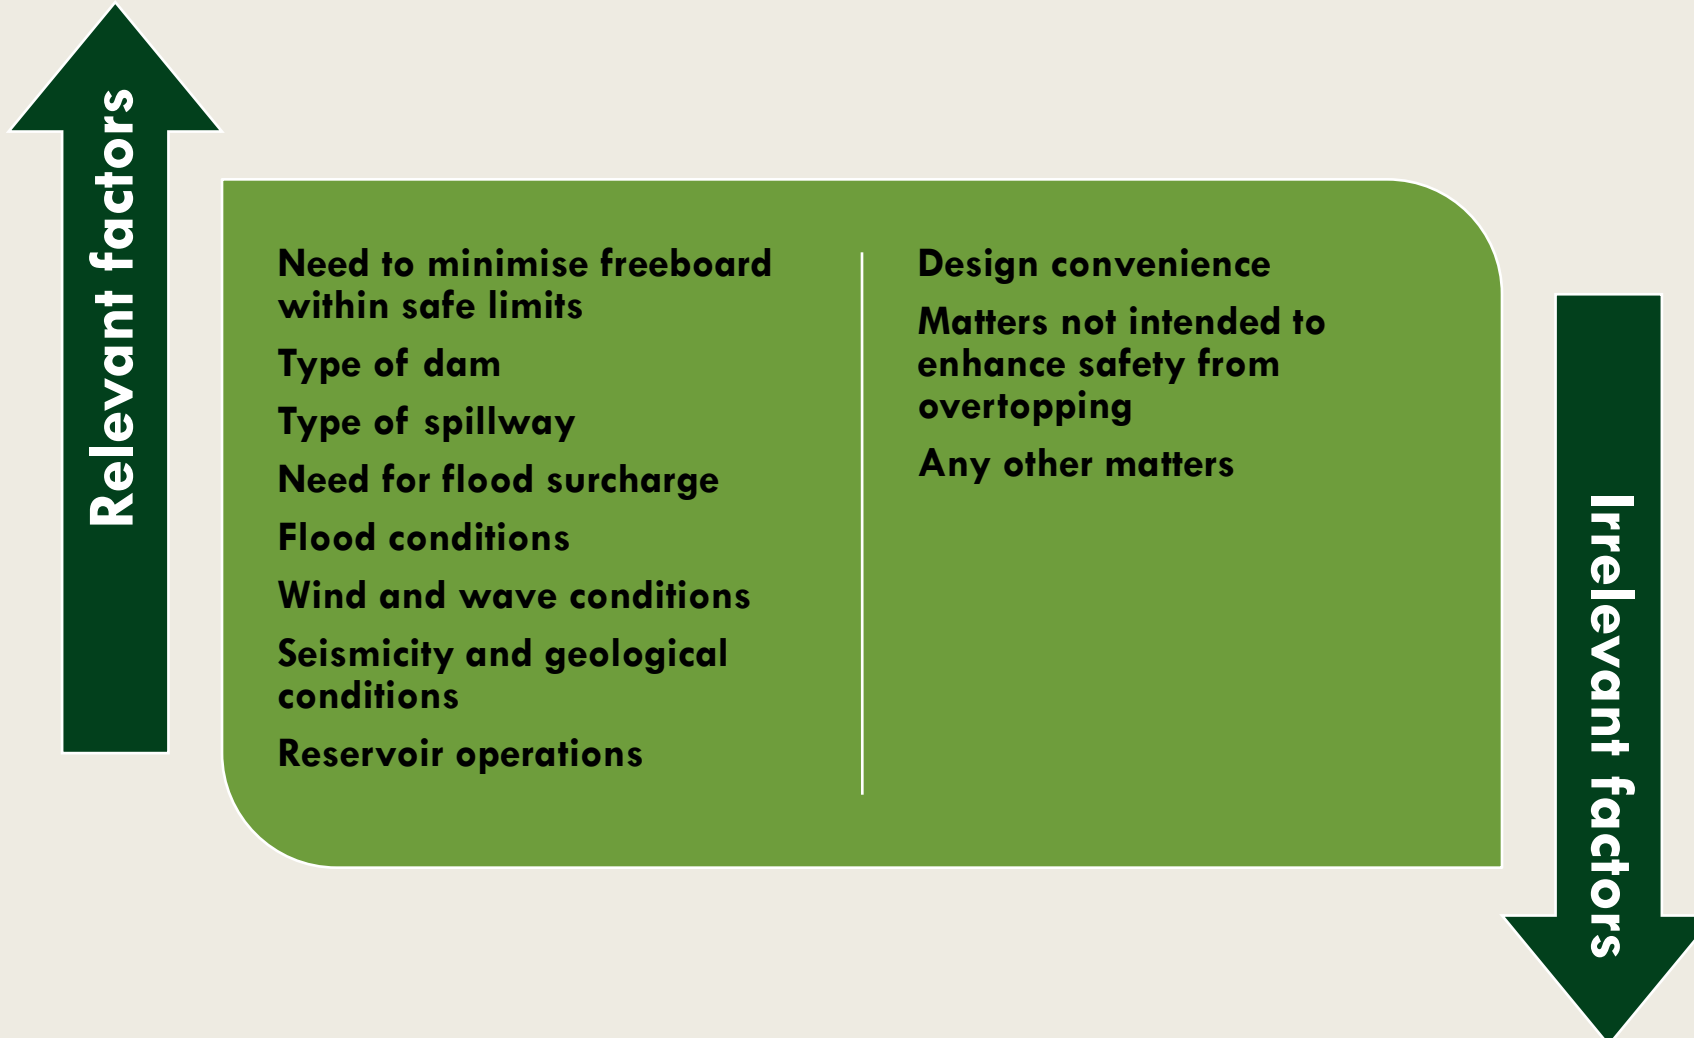 Relevant factors
Need to minimise freeboard
within safe limits
Type of dam
Type of spillway
Need for flood surcharge
Flood conditions
Wind and wave conditions
Seismicity and geological
conditions
Reservoir operations
Design convenience
Matters not intended to
enhance safety from
overtopping
Any other matters
Irrelevant factors